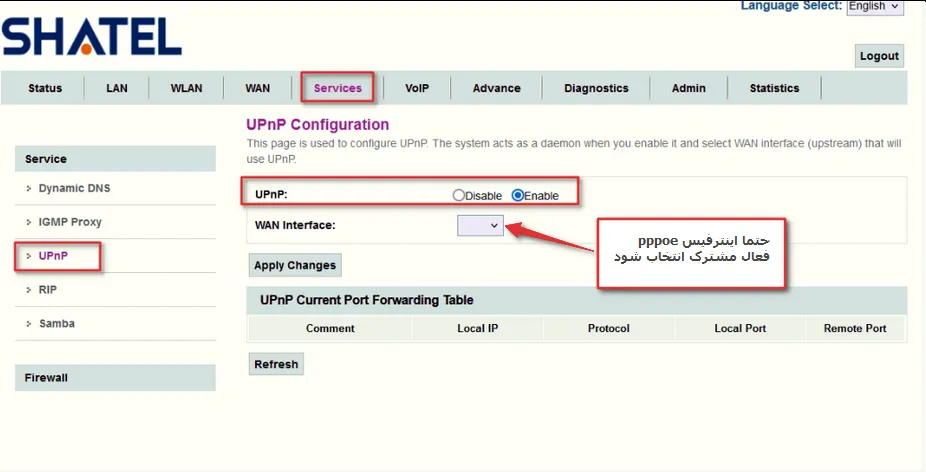 Language Select: English
SHATEL
Logout
Status LAN WLAN WAN Services VoIP Advance Diagnostics Admin Statistics
UPnP Configuration
This page is used to configure UPnP. The system acts as a daemon when you enable it and select WAN interface (upstream) that will
use UPnP.
Service
Dynamic DNS
IGMP Proxy
UPnP
RIP
Samba
Firewall
UPnP: Disable Enable
WAN Interface:
حتما اینترفیس pppoe
فعال مشترک انتخاب شود
Apply Changes
UPnP Current Port Forwarding Table
Comment Local IP Protocol Local Port Remote Port
Refresh